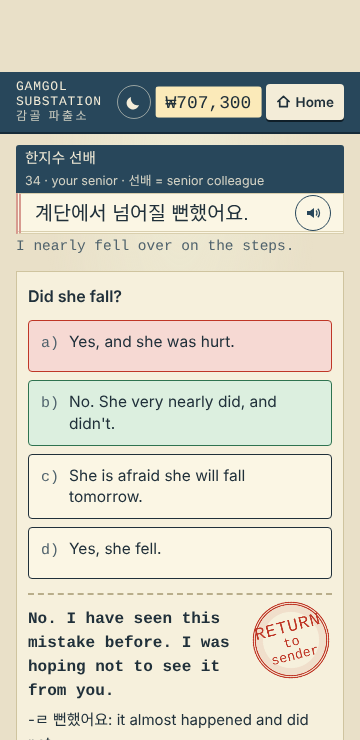 GAMGOL
SUBSTATION
감골 파출소
₩707,300
Home
한지수 선배
34 · your senior · 선배 = senior colleague
계단에서 넘어질 뻔했어요.
I nearly fell over on the steps.
Did she fall?
a) Yes, and she was hurt.
b) No. She very nearly did, and
didn't.
c) She is afraid she will fall
tomorrow.
d) Yes, she fell.
No. I have seen this
mistake before. I was
hoping not to see it
from you.
RETURN
to
sender
-ㄹ 뻔했어요: it almost happened and did